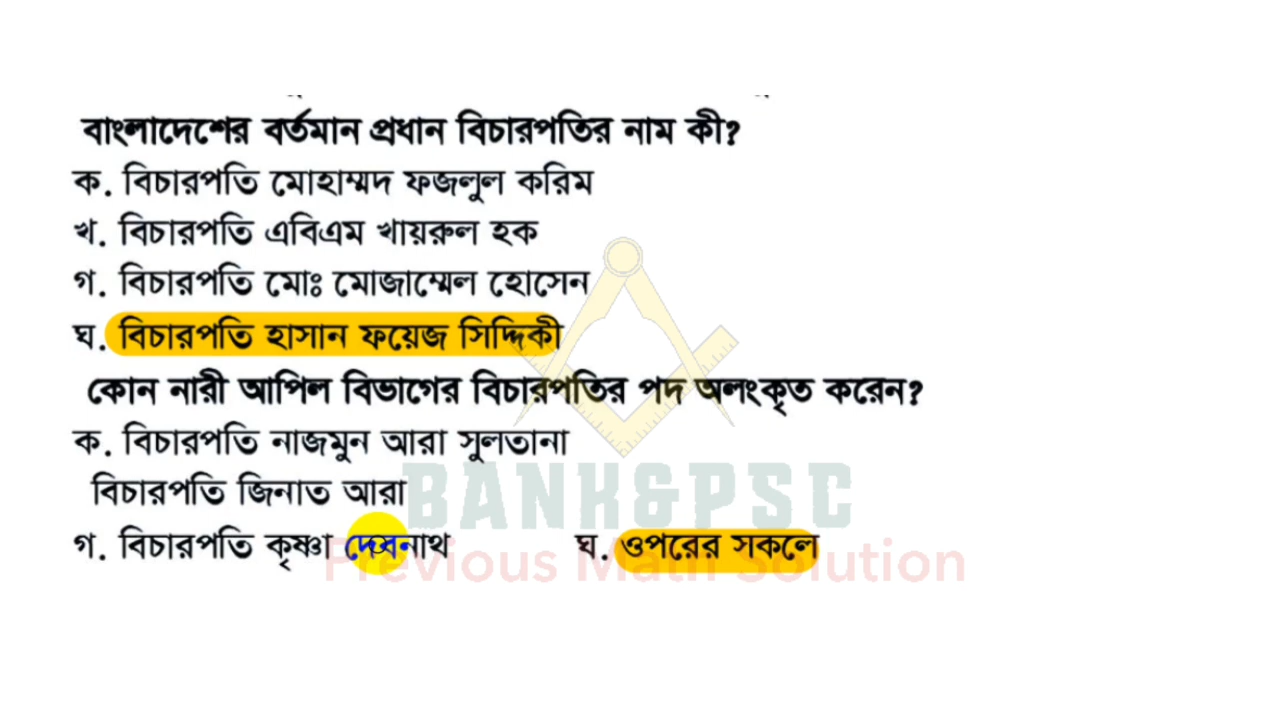 বাংলাদেশের বর্তমান প্রধান বিচারপতির নাম কী?
ক. বিচারপতি মোহাম্মদ ফজলুল করিম
খ. বিচারপতি এবিএম খায়রুল হক
গ. বিচারপতি মোঃ মোজাম্মেল হোসেন
ঘ. বিচারপতি হাসান ফয়েজ সিদ্দিকী
কোন নারী আপিল বিভাগের বিচারপতির পদ অলংকৃত করেন?
ক. বিচারপতি নাজমুন আরা সুলতানা
বিচারপতি জিনাত আরা
গ. বিচারপতি কৃষ্ণা দেবনাথ ঘ. ওপরের সকলে
BANK&PSC
Previous Math Solution